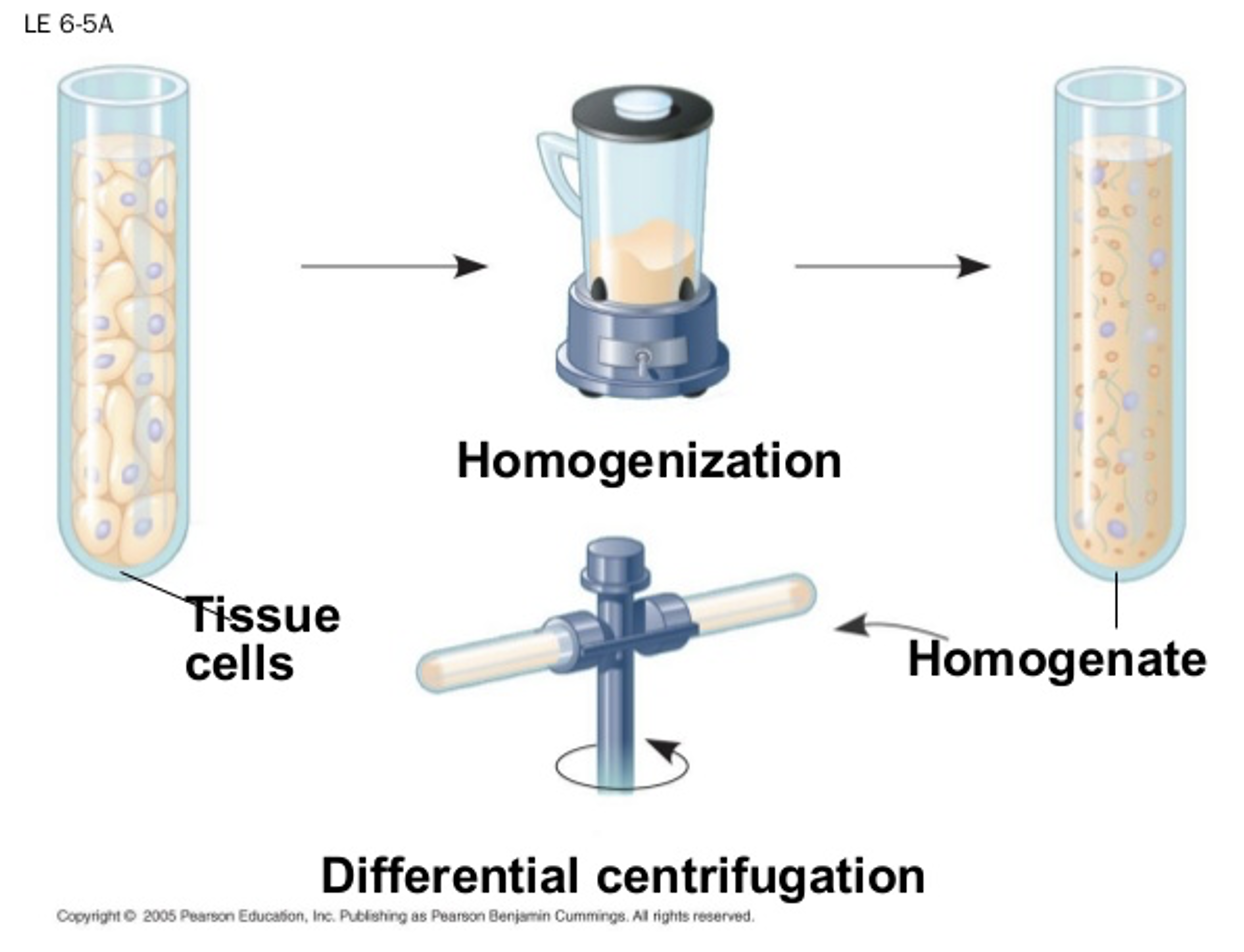 LE 6-5A
Homogenization
Tissue
cells
Homogenate
Differential centrifugation
Copyright © 2005 Pearson Education, Inc. Publishing as Pearson Benjamin Cummings. All rights reserved.